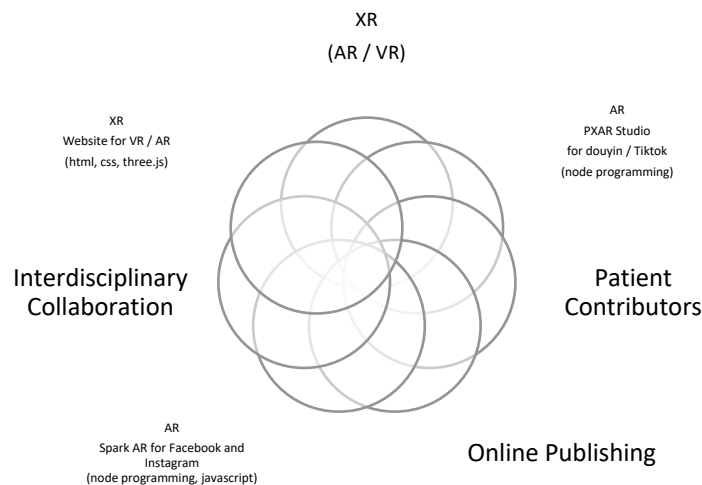 XR
(AR / VR)
XR
Website for VR / AR
(html, css, three.js)
AR
PXAR Studio
for douyin / Tiktok
(node programming)
Interdisciplinary
Collaboration
Patient
Contributors
AR
Spark AR for Facebook and
Instagram
(node programming, javascript)
Online Publishing